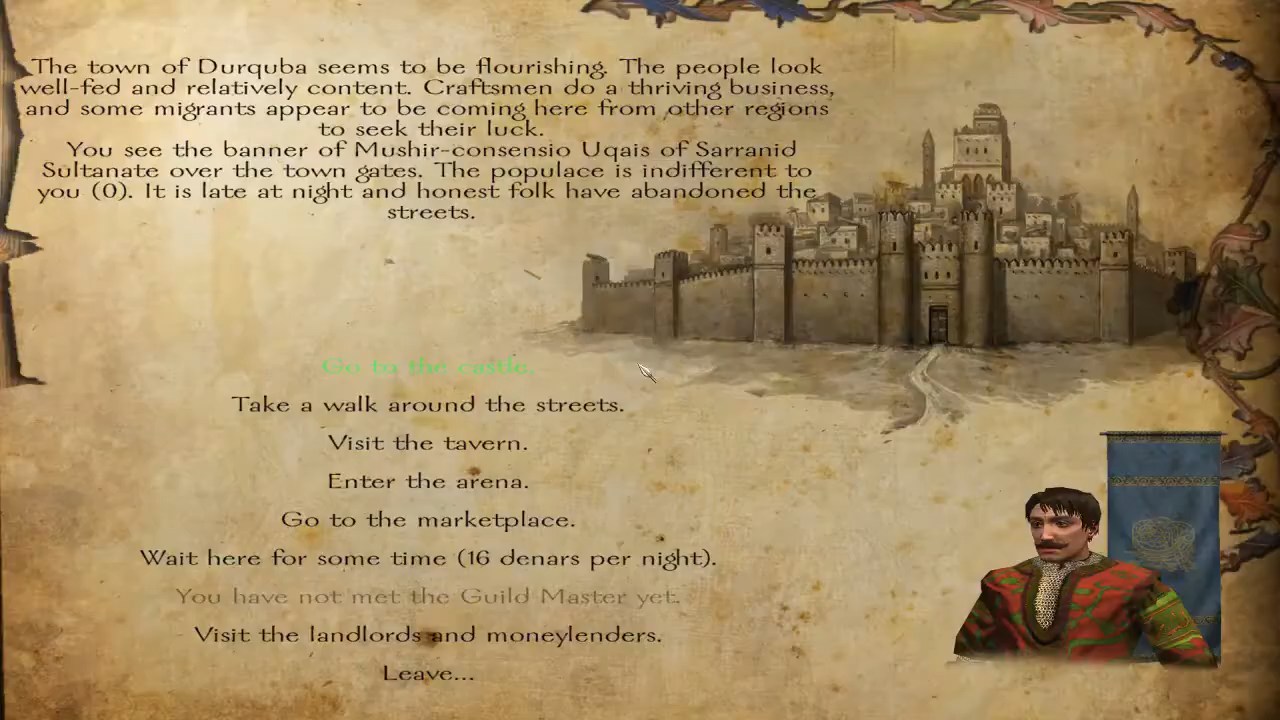 The town of Durquba seems to be flourishing. The people look
well-fed and relatively content. Craftsmen do a thriving business,
and some migrants appear to be coming here from other regions
to seek their luck.
You see the banner of Mushir-consensio Uqais of Sarranid
Sultanate over the town gates. The populace is indifferent to
you (0). It is late at night and honest folk have abandoned the
streets.
Go to the castle.
Take a walk around the streets.
Visit the tavern.
Enter the arena.
Go to the marketplace.
Wait here for some time (16 denars per night).
You have not met the Guild Master yet.
Visit the landlords and moneylenders.
Leave...